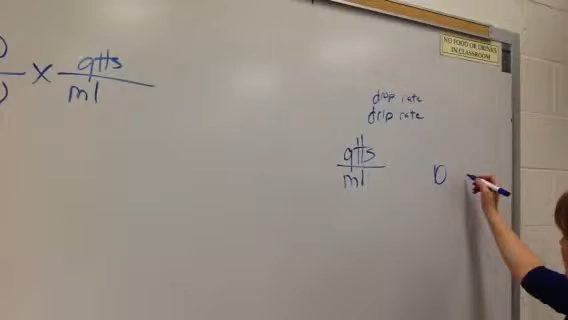 NO FOOD OR DRINKS
IN CLASSROOM
x gtts
ml
drop rate
drip rate
gtts
ml
10